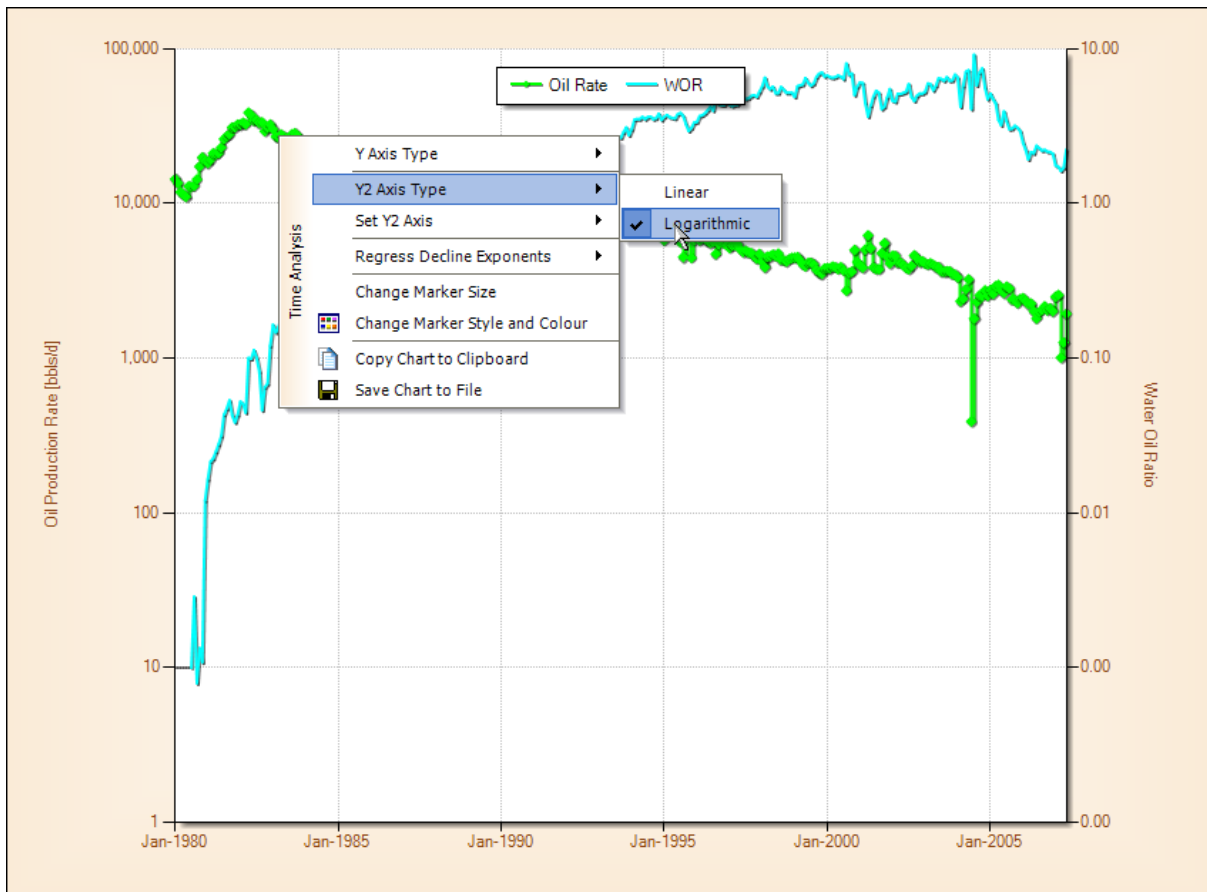 100,000
10,000
1,000
100
10
1
Oil Production Rate [bbls/d]
Oil Rate
WOR
Time Analysis
Y Axis Type
Y2 Axis Type
Set Y2 Axis
Regress Decline Exponents
Change Marker Size
Change Marker Style and Colour
Copy Chart to Clipboard
Save Chart to File
Linear
Logarithmic
10.00
1.00
0.10
0.01
0.00
0.00
Water Oil Ratio
Jan-1980
Jan-1985
Jan-1990
Jan-1995
Jan-2000
Jan-2005